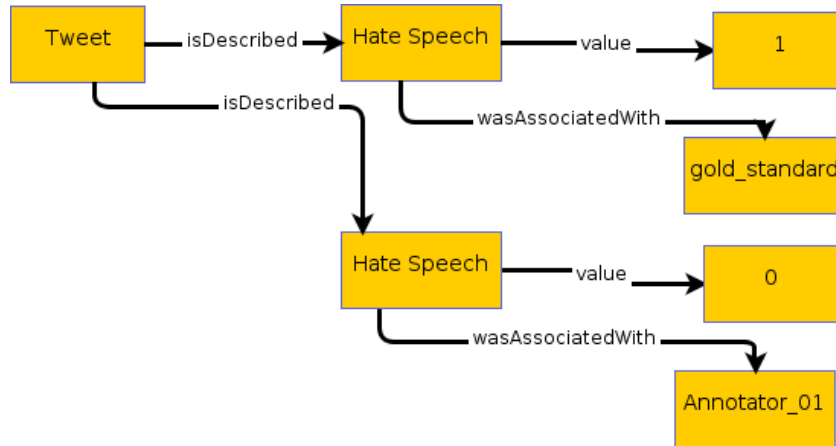 Tweet
isDescribed
Hate Speech
value
1
isDescribed
wasAssociatedWith
gold_standard
Hate Speech
value
0
wasAssociatedWith
Annotator_01